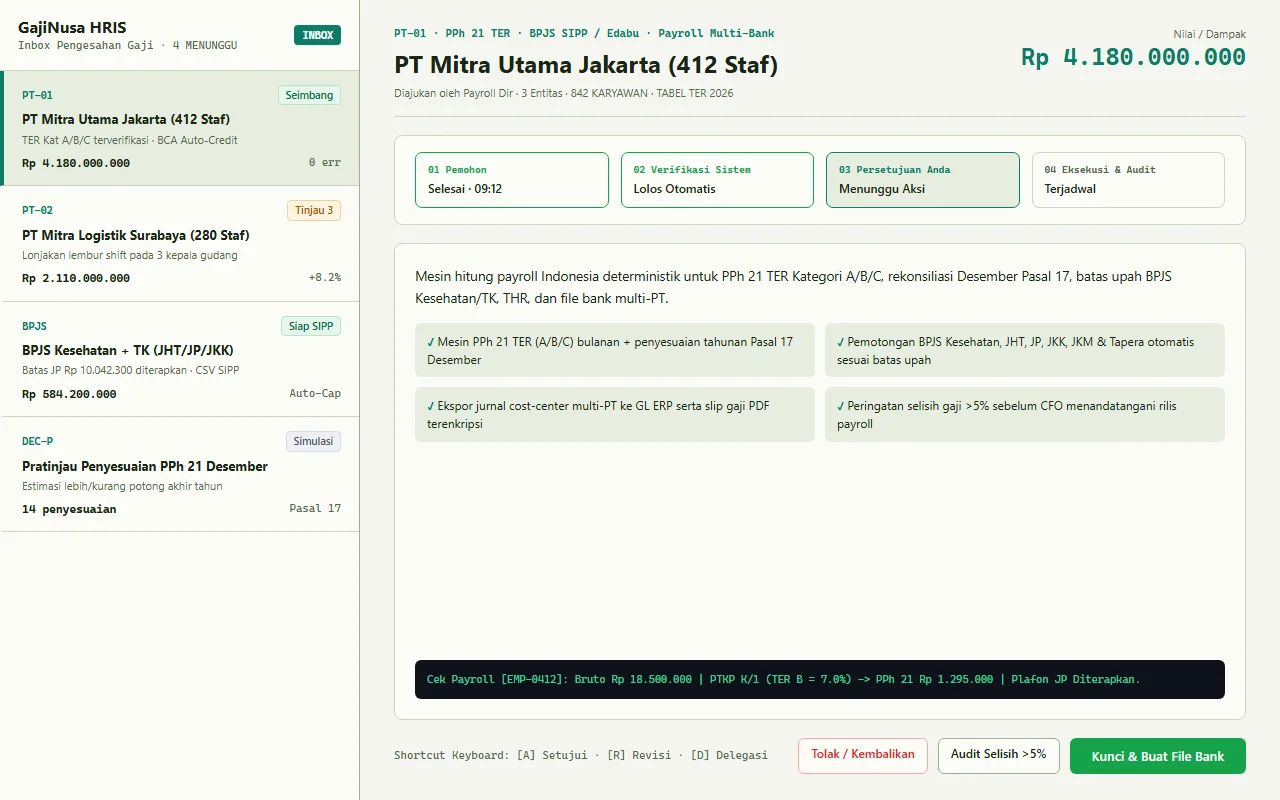 GajiNusa HRIS
Inbox Pengesahan Gaji · 4 MENUNGGU
INBOX
PT-01
Seimbang
PT Mitra Utama Jakarta (412 Staf)
TER Kat A/B/C terverifikasi · BCA Auto-Credit
Rp 4.180.000.000
0 err
PT-02
Tinjau 3
PT Mitra Logistik Surabaya (280 Staf)
Lonjakan lembur shift pada 3 kepala gudang
Rp 2.110.000.000
+8.2%
BPJS
Siap SIPP
BPJS Kesehatan + TK (JHT/JP/JKK)
Batas JP Rp 10.042.300 diterapkan · CSV SIPP
Rp 584.200.000
Auto-Cap
DEC-P
Simulasi
Pratinjau Penyesuaian PPh 21 Desember
Estimasi lebih/kurang potong akhir tahun
14 penyesuaian
Pasal 17
PT-01 · PPh 21 TER · BPJS SIPP / Edabu · Payroll Multi-Bank
PT Mitra Utama Jakarta (412 Staf)
Diajukan oleh Payroll Dir · 3 Entitas · 842 KARYAWAN · TABEL TER 2026
Nilai / Dampak
Rp 4.180.000.000
01 Pemohon
Selesai · 09:12
02 Verifikasi Sistem
Lolos Otomatis
03 Persetujuan Anda
Menunggu Aksi
04 Eksekusi & Audit
Terjadwal
Mesin hitung payroll Indonesia deterministik untuk PPh 21 TER Kategori A/B/C, rekonsiliasi Desember Pasal 17, batas upah BPJS
Kesehatan/TK, THR, dan file bank multi-PT.
✓ Mesin PPh 21 TER (A/B/C) bulanan + penyesuaian tahunan Pasal 17
Desember
✓ Pemotongan BPJS Kesehatan, JHT, JP, JKK, JKM & Tapera otomatis
sesuai batas upah
✓ Ekspor jurnal cost-center multi-PT ke GL ERP serta slip gaji PDF
terenkripsi
✓ Peringatan selisih gaji >5% sebelum CFO menandatangani rilis
payroll
Cek Payroll [EMP-0412]: Bruto Rp 18.500.000 | PTKP K/1 (TER B = 7.0%) -> PPh 21 Rp 1.295.000 | Plafon JP Diterapkan.
Shortcut Keyboard: [A] Setujui · [R] Revisi · [D] Delegasi
Tolak / Kembalikan
Audit Selisih >5%
Kunci & Buat File Bank